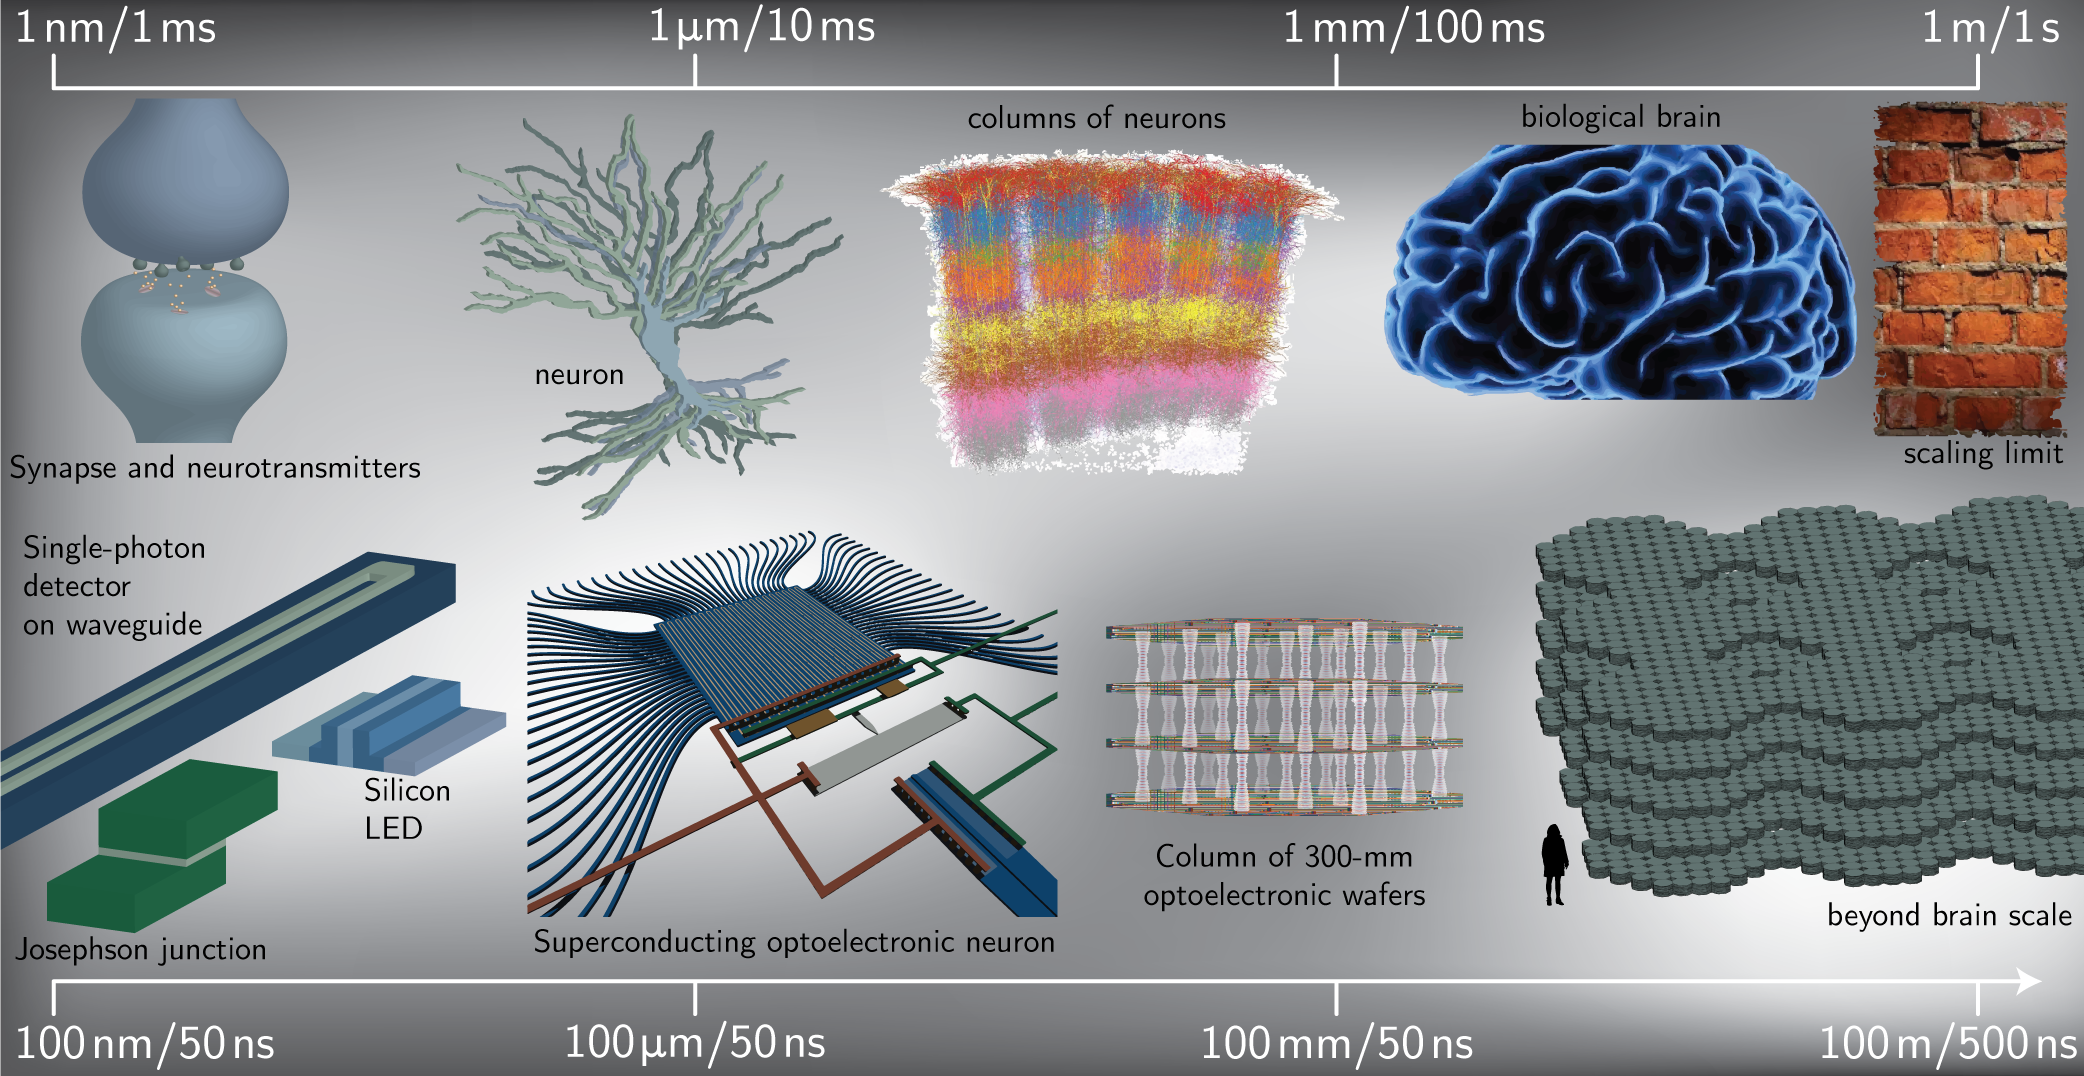 1 nm/1 ms
1 μm/10 ms
1 mm/100 ms
1 m/1 s
columns of neurons
biological brain
neuron
Synapse and neurotransmitters
scaling limit
Single-photon
detector
on waveguide
Silicon
LED
Josephson junction
Superconducting optoelectronic neuron
Column of 300-mm
optoelectronic wafers
beyond brain scale
100 nm/50 ns
100 μm/50 ns
100 mm/50 ns
100 m/500 ns